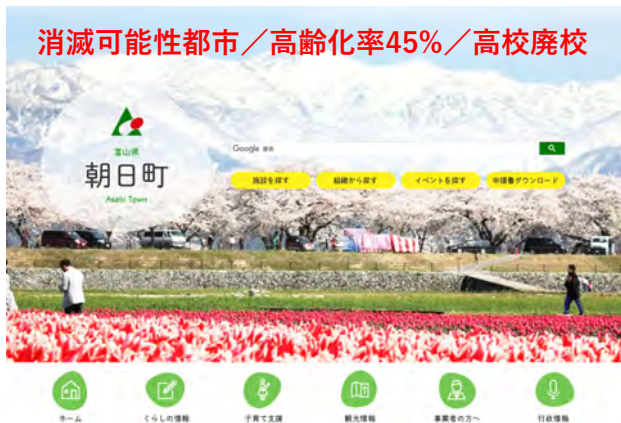 消滅可能性都市／高齢化率45%／高校廃校
富山県
朝日町
Asahi Town
Google 検索
施設を探す
組織から探す
イベントを探す
申請書ダウンロード
ホーム
くらしの情報
子育て支援
観光情報
事業者の方へ
行政情報